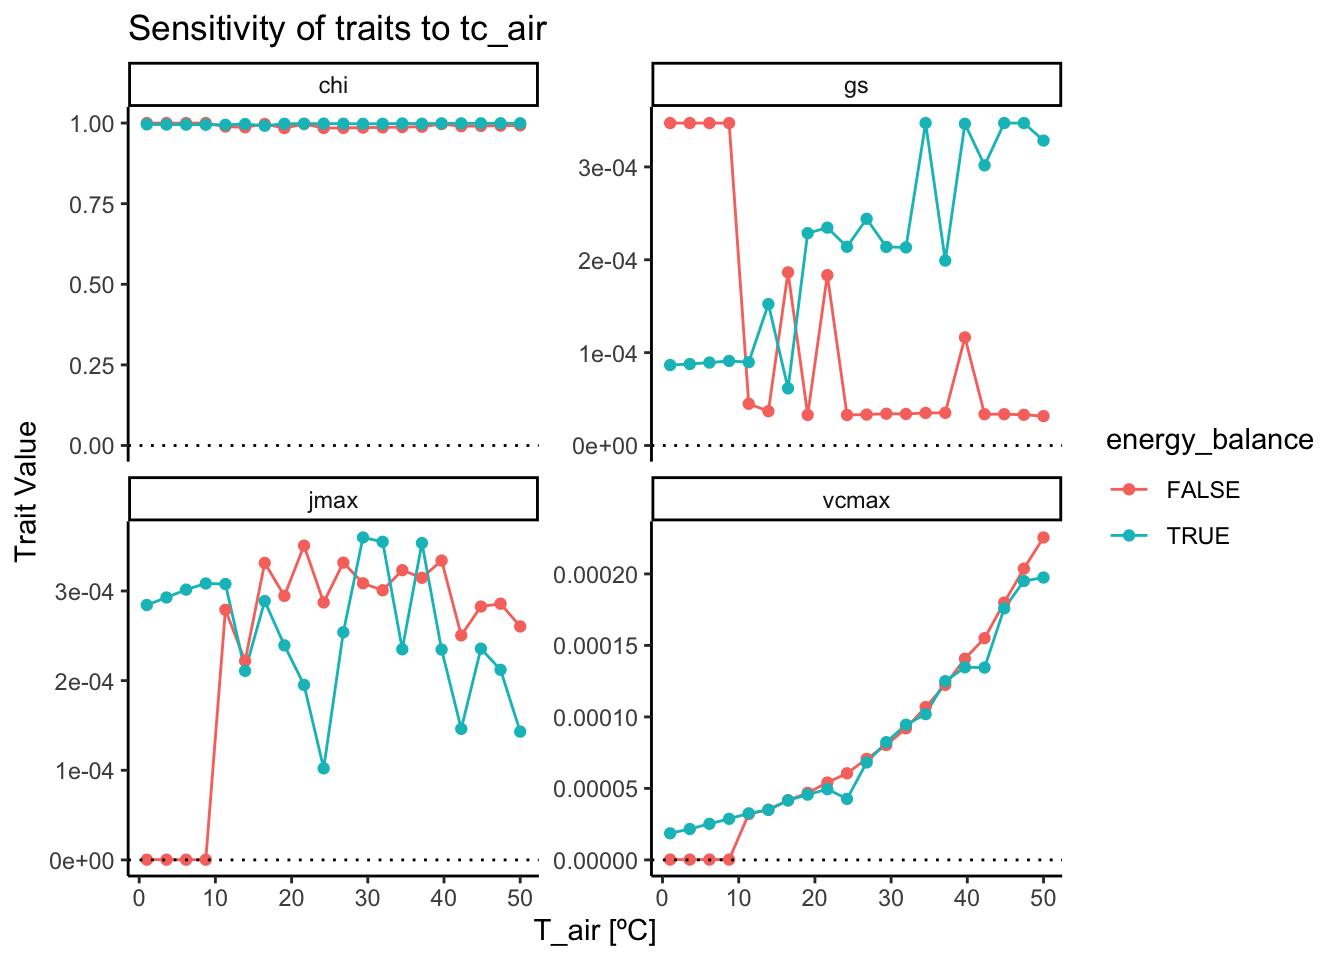 Sensitivity of traits to tc_air
chi
gs
1.00
0.75
0.50
0.25
0.00
3e-04
2e-04
1e-04
0e+00
jmax
vcmax
3e-04
2e-04
1e-04
0e+00
0.00020
0.00015
0.00010
0.00005
0.00000
0 10 20 30 40 50
0 10 20 30 40 50
T_air [ºC]
Trait Value
energy_balance
FALSE
TRUE